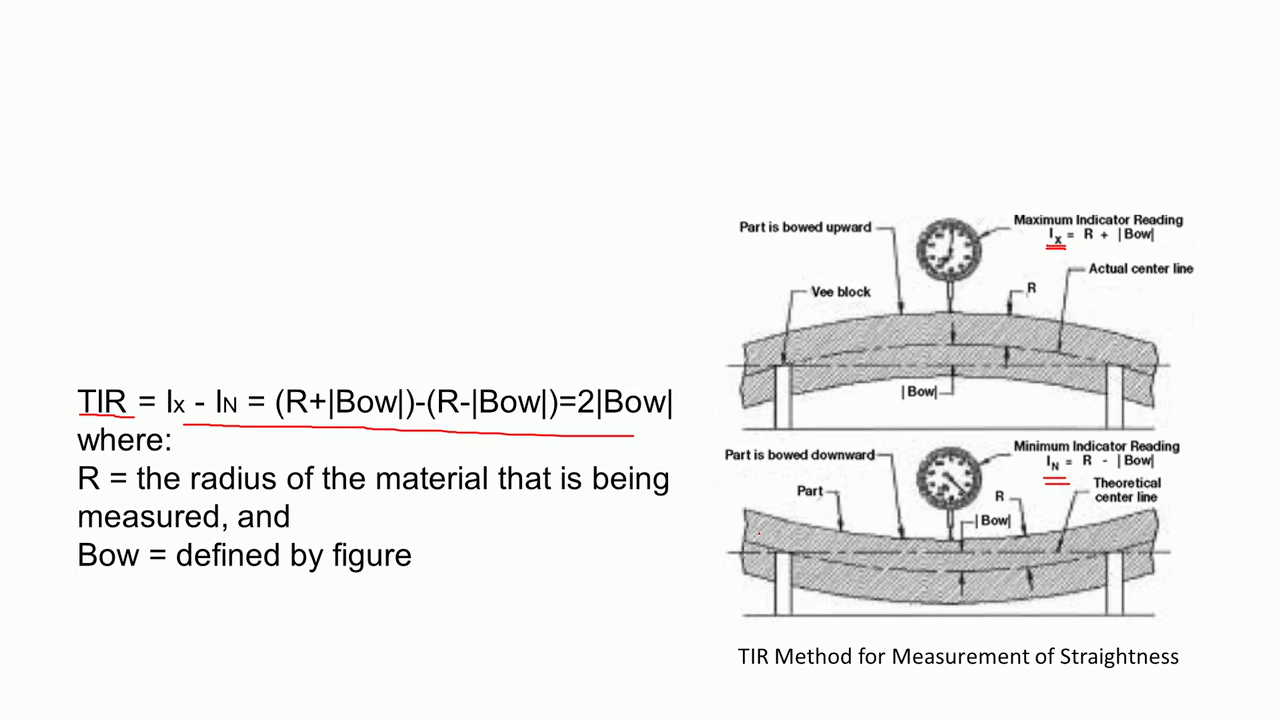 TIR = Ix - IN = (R+|Bow|)-(R-|Bow|)=2|Bow|
where:
R = the radius of the material that is being
measured, and
Bow = defined by figure
Part is bowed upward
Maximum Indicator Reading
Ix = R + |Bow|
Actual center line
Vee block
R
|Bow|
Part is bowed downward
Minimum Indicator Reading
IN = R - |Bow|
Theoretical
center line
Part
R
|Bow|
TIR Method for Measurement of Straightness